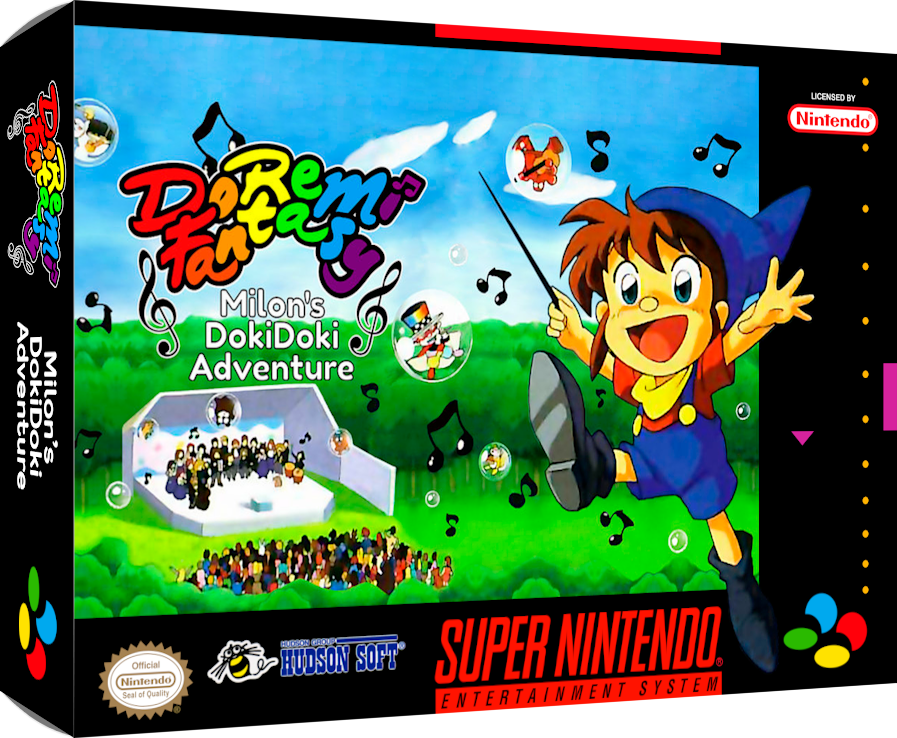 DoReMi
Fantasy
Milon's
DokiDoki
Adventure
DoReMi
Fantasy
Milon's
DokiDoki
Adventure
LICENSED BY
Nintendo®
Official
Nintendo
Seal of Quality
®
HUDSON GROUP
HUDSON SOFT®
SUPER NINTENDO®
ENTERTAINMENT SYSTEM